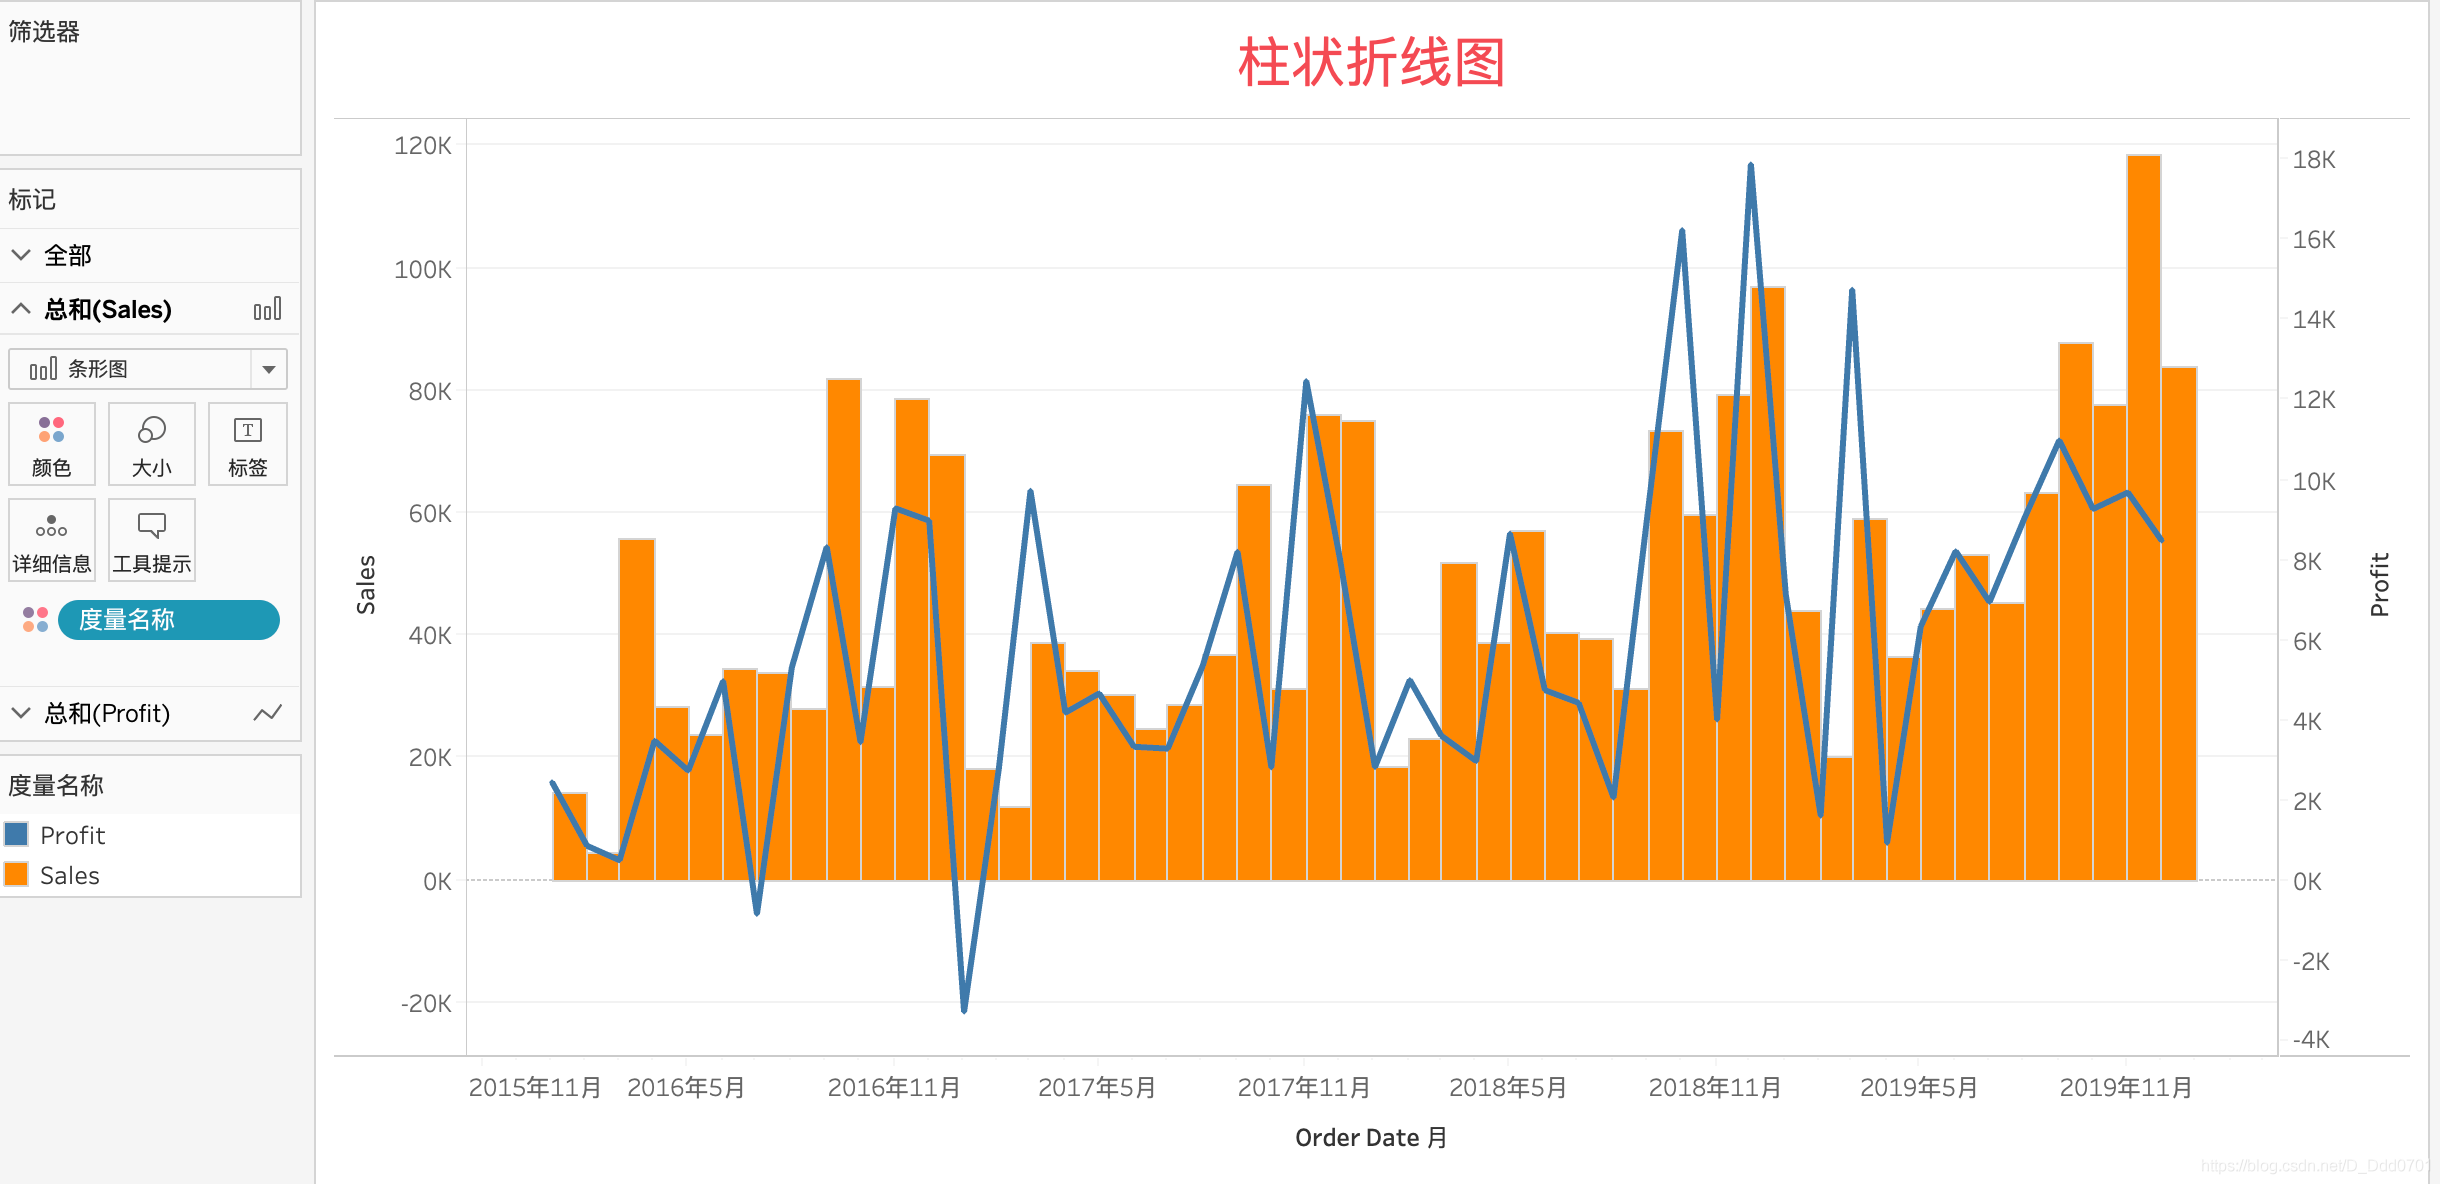 筛选器
标记
全部
总和(Sales)
条形图
颜色
大小
标签
详细信息
工具提示
度量名称
总和(Profit)
度量名称
Profit
Sales
柱状折线图
120K
100K
80K
60K
40K
20K
0K
-20K
Sales
18K
16K
14K
12K
10K
8K
6K
4K
2K
0K
-2K
-4K
Profit
2015年11月 2016年5月 2016年11月 2017年5月 2017年11月 2018年5月 2018年11月 2019年5月 2019年11月
Order Date 月
https://blog.csdn.net/D_Ddd0701